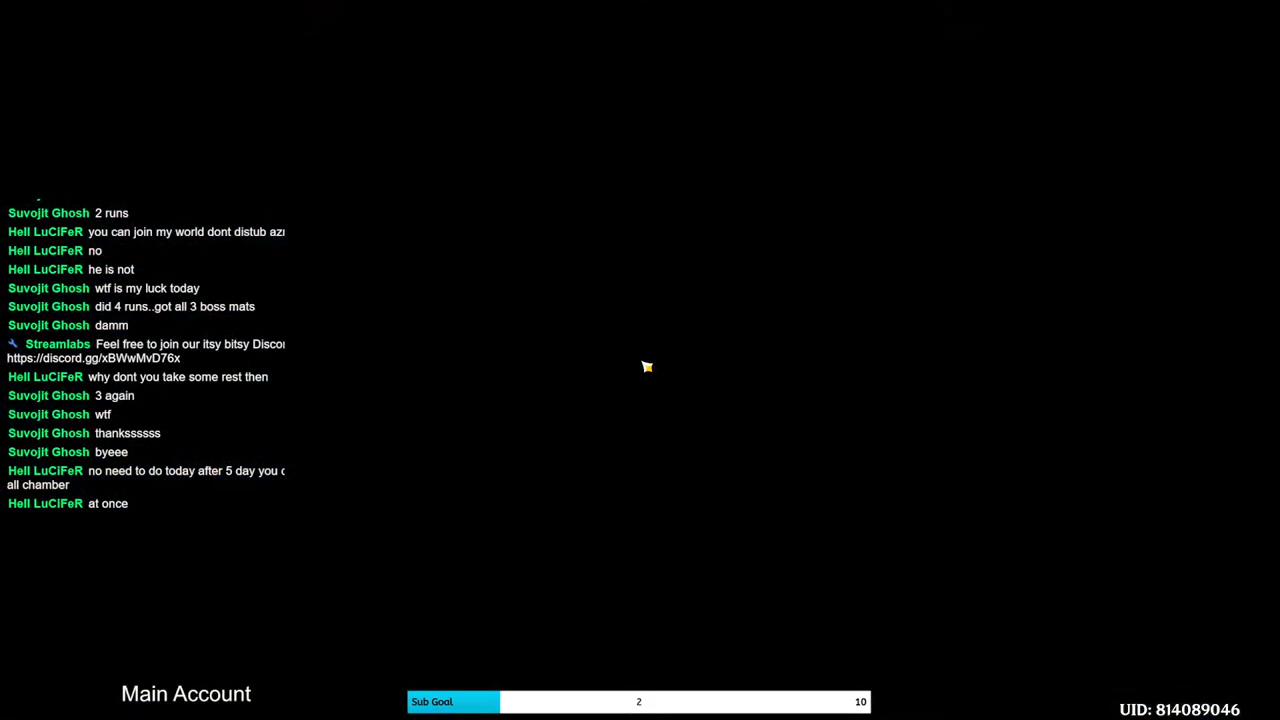 Suvojit Ghosh 2 runs
Hell LuCiFeR you can join my world dont distub
Hell LuCiFeR no
Hell LuCiFeR he is not
Suvojit Ghosh wtf is my luck today
Suvojit Ghosh did 4 runs..got all 3 boss mats
Suvojit Ghosh damm
Streamlabs Feel free to join our itsy bitsy
https://discord.gg/xBWwMvD76x
Hell LuCiFeR why dont you take some rest then
Suvojit Ghosh 3 again
Suvojit Ghosh wtf
Suvojit Ghosh thankssssss
Suvojit Ghosh byeee
Hell LuCiFeR no need to do today after 5 day you
all chamber
Hell LuCiFeR at once
Main Account
Sub Goal 2 10
UID: 814089046